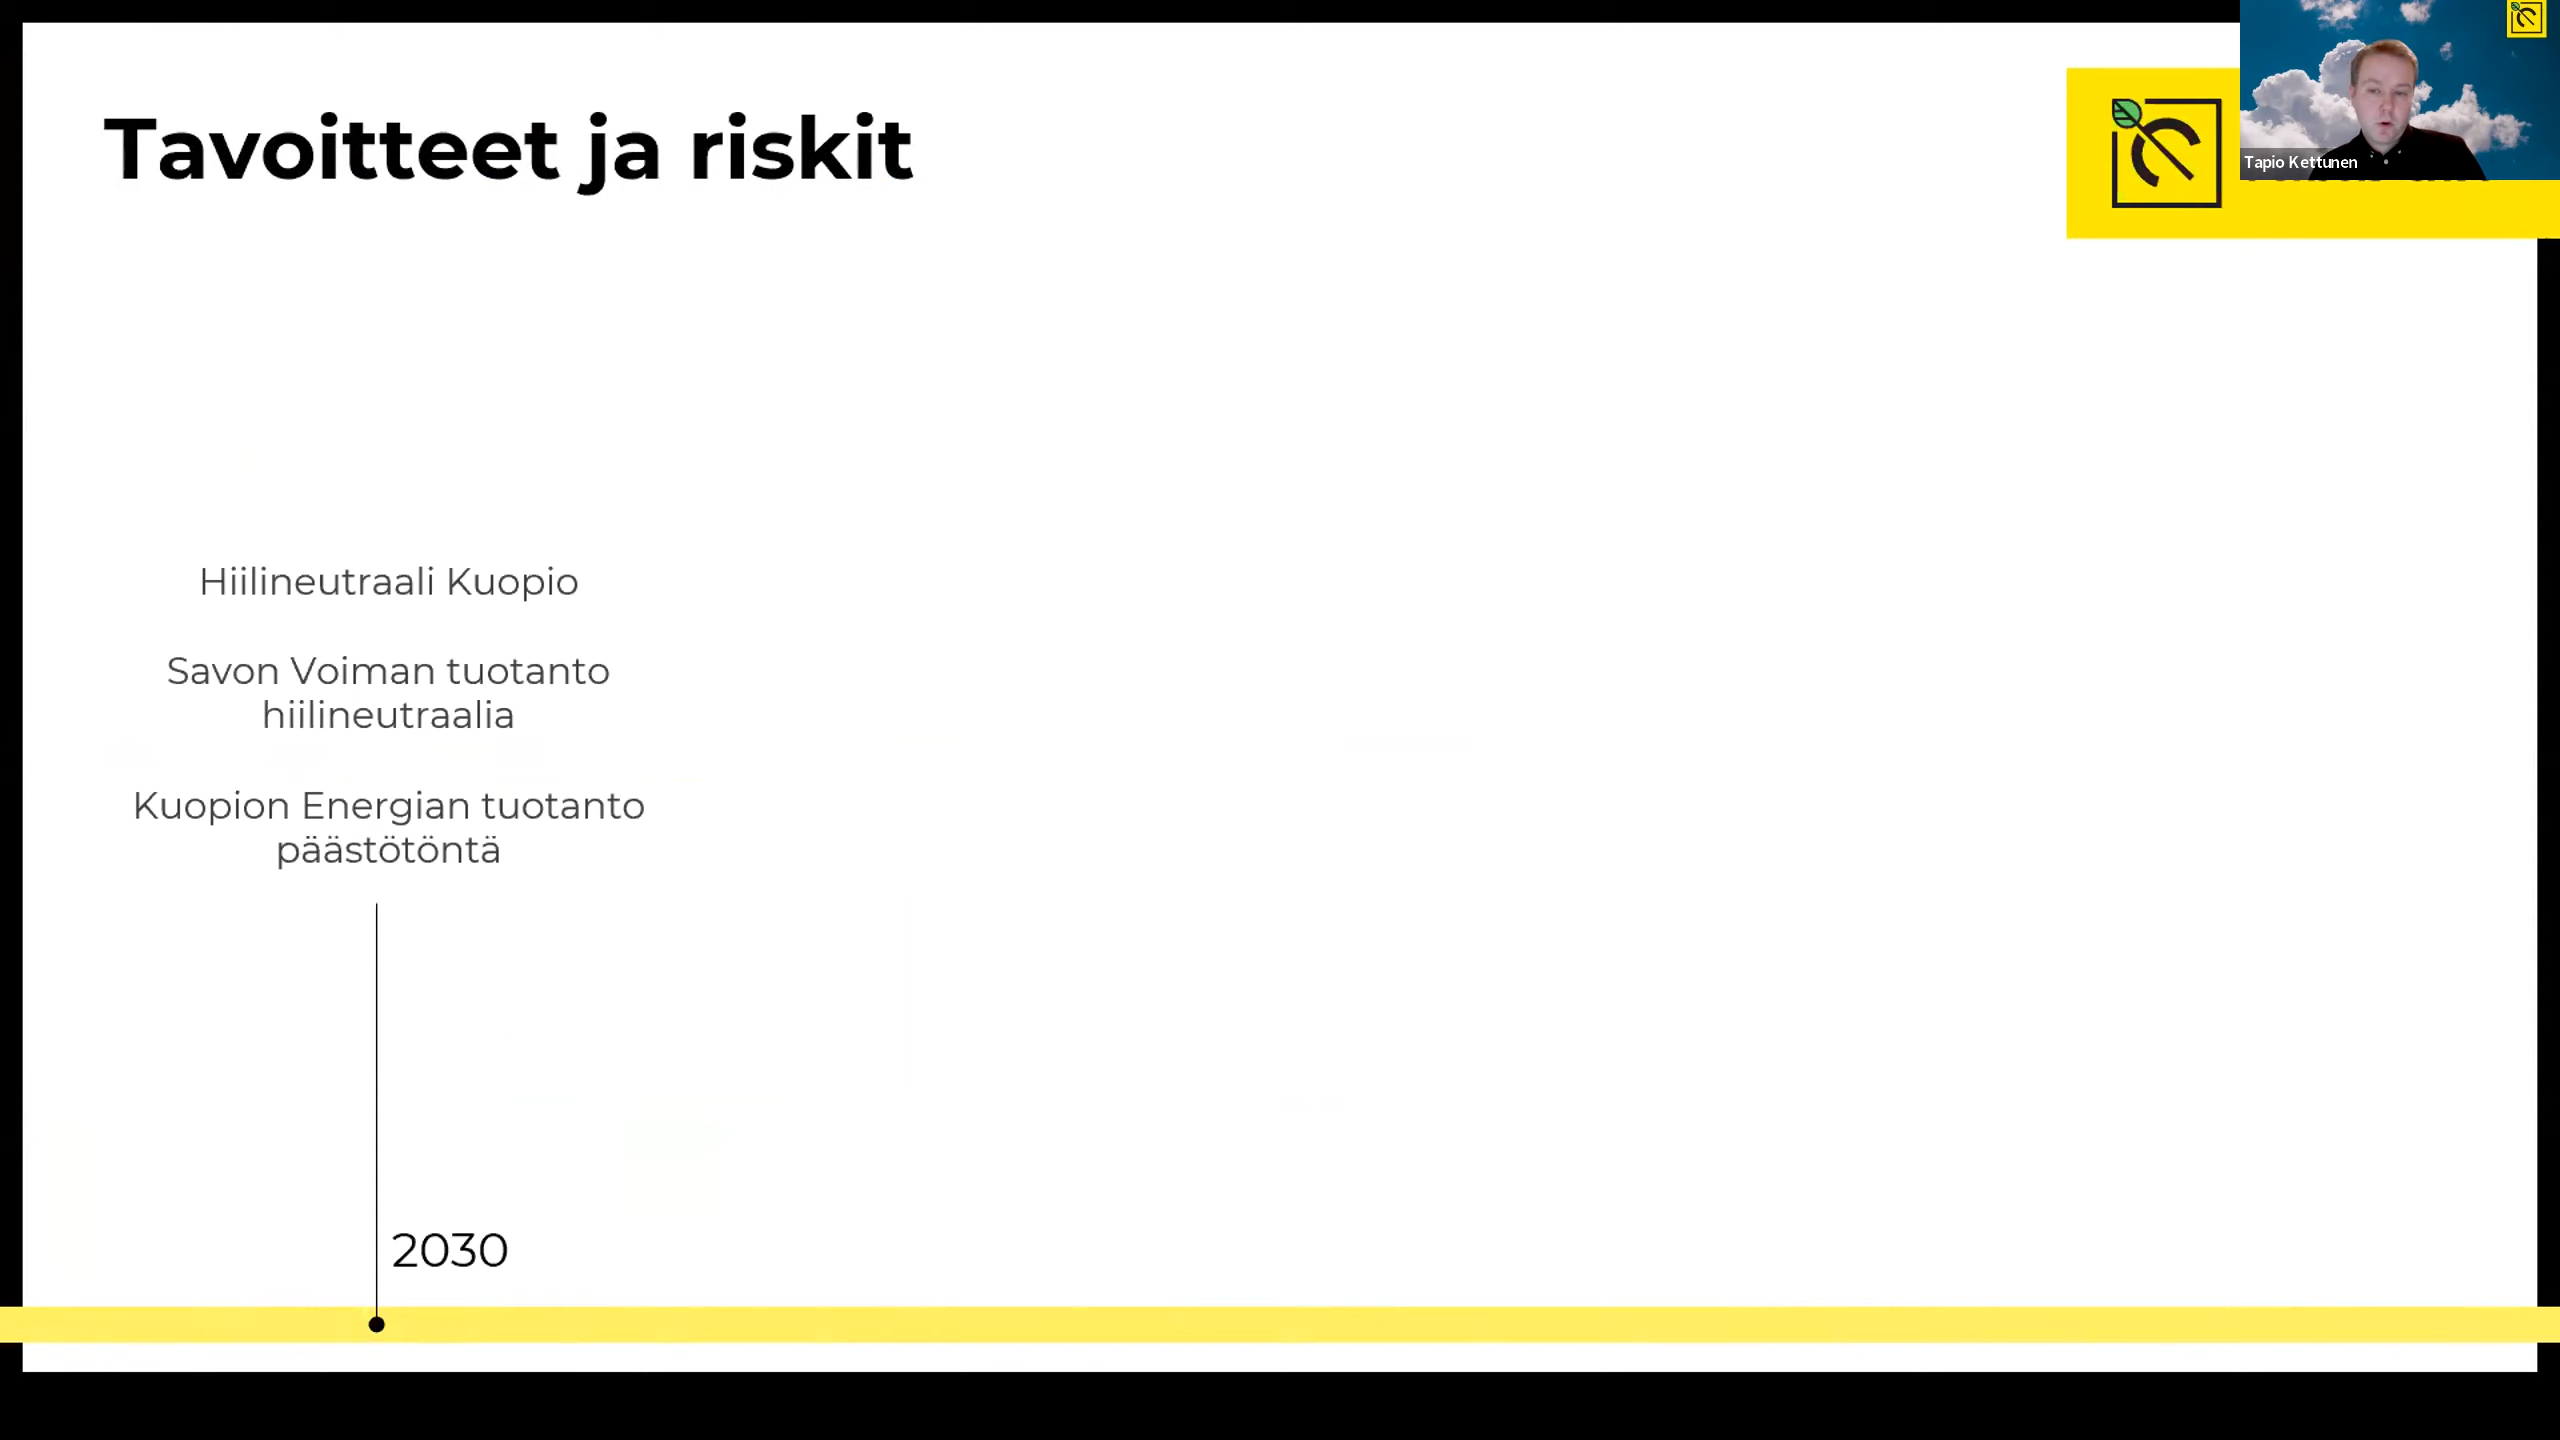 Tavoitteet ja riskit
Tapio Kettunen
Hiilineutraali Kuopio
Savon Voiman tuotanto
hiilineutraalia
Kuopion Energian tuotanto
päästötöntä
2030